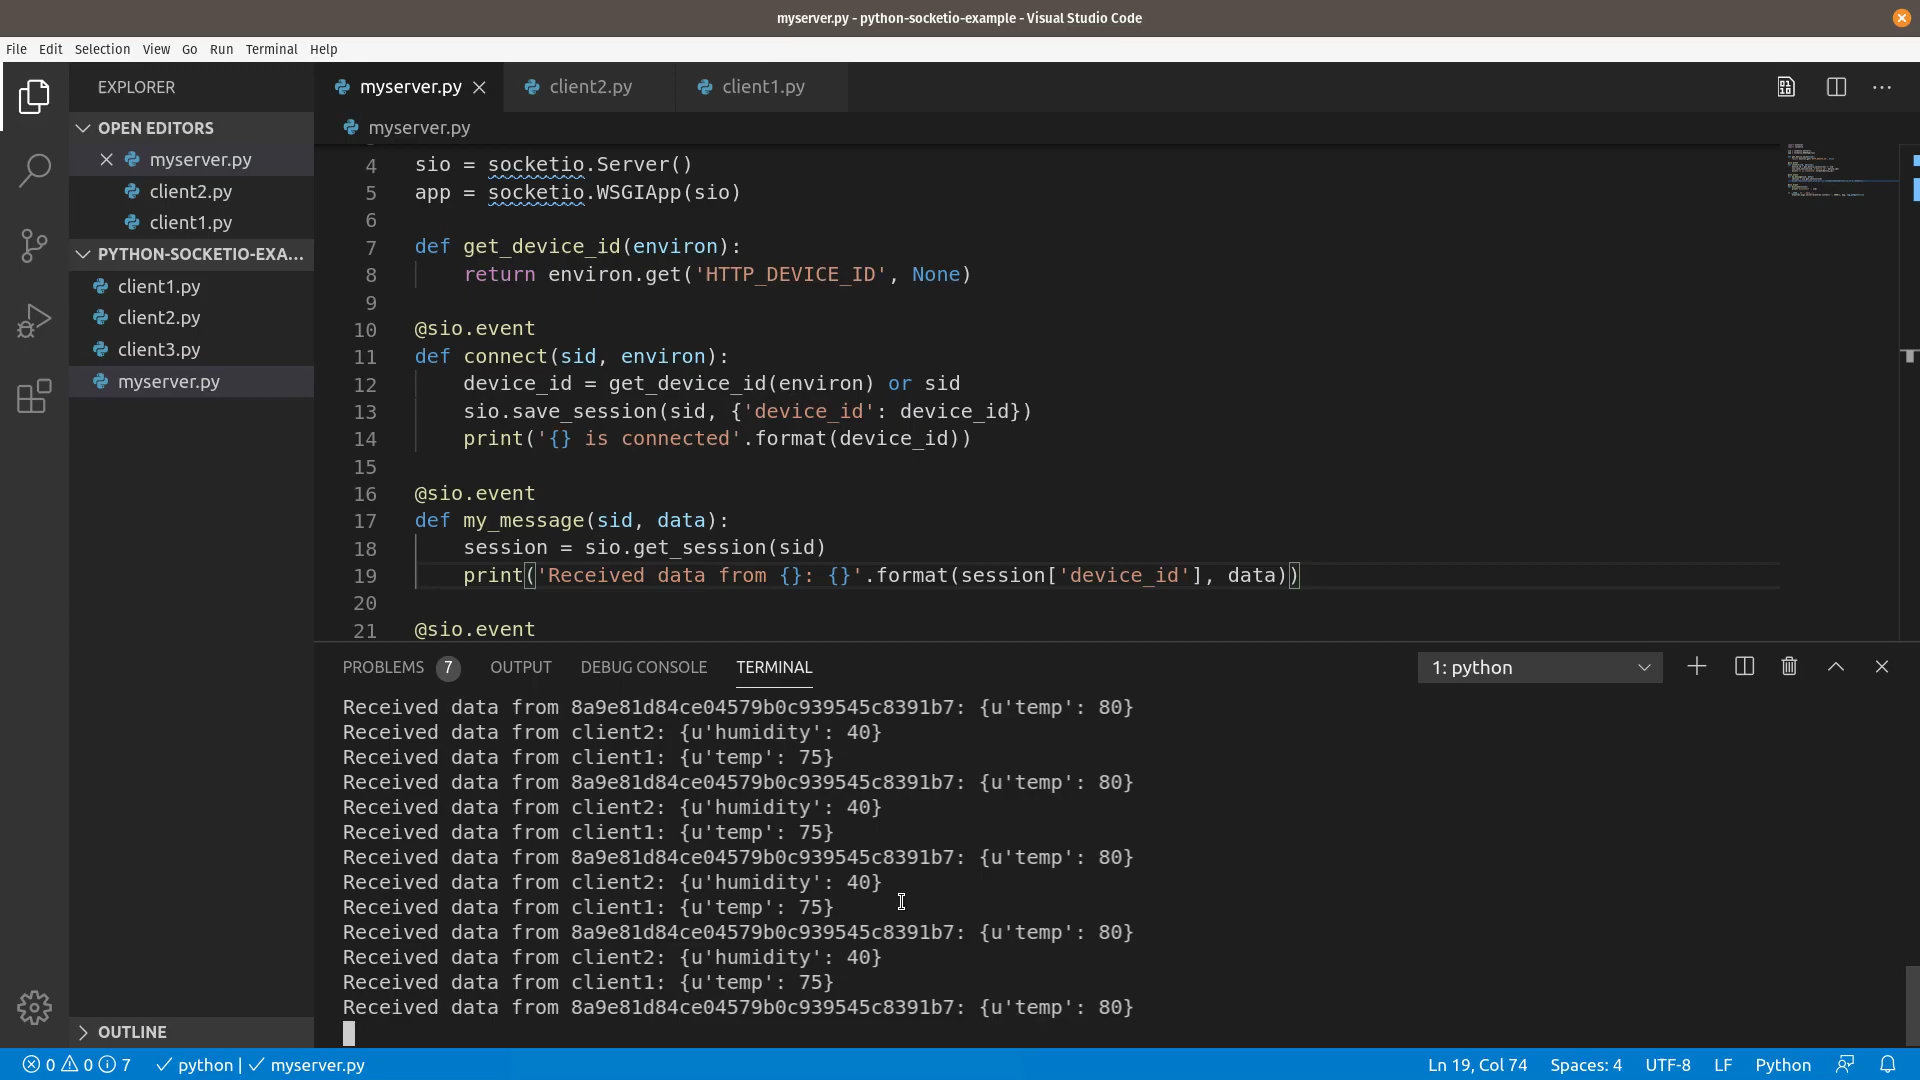 myserver.py - python-socketio-example - Visual Studio Code
File Edit Selection View Go Run Terminal Help
EXPLORER
OPEN EDITORS
myserver.py
client2.py
client1.py
PYTHON-SOCKETIO-EXA...
client1.py
client2.py
client3.py
myserver.py
OUTLINE
myserver.py client2.py client1.py
myserver.py
4 sio = socketio.Server()
5 app = socketio.WSGIApp(sio)
6
7 def get_device_id(environ):
8     return environ.get('HTTP_DEVICE_ID', None)
9
10 @sio.event
11 def connect(sid, environ):
12     device_id = get_device_id(environ) or sid
13     sio.save_session(sid, {'device_id': device_id})
14     print('{} is connected'.format(device_id))
15
16 @sio.event
17 def my_message(sid, data):
18     session = sio.get_session(sid)
19     print('Received data from {}: {}'.format(session['device_id'], data))
20
21 @sio.event
PROBLEMS 7 OUTPUT DEBUG CONSOLE TERMINAL 1: python
Received data from 8a9e81d84ce04579b0c939545c8391b7: {u'temp': 80}
Received data from client2: {u'humidity': 40}
Received data from client1: {u'temp': 75}
Received data from 8a9e81d84ce04579b0c939545c8391b7: {u'temp': 80}
Received data from client2: {u'humidity': 40}
Received data from client1: {u'temp': 75}
Received data from 8a9e81d84ce04579b0c939545c8391b7: {u'temp': 80}
Received data from client2: {u'humidity': 40}
Received data from client1: {u'temp': 75}
Received data from 8a9e81d84ce04579b0c939545c8391b7: {u'temp': 80}
Received data from client2: {u'humidity': 40}
Received data from client1: {u'temp': 75}
Received data from 8a9e81d84ce04579b0c939545c8391b7: {u'temp': 80}
0 0 7 python | myserver.py Ln 19, Col 74 Spaces: 4 UTF-8 LF Python